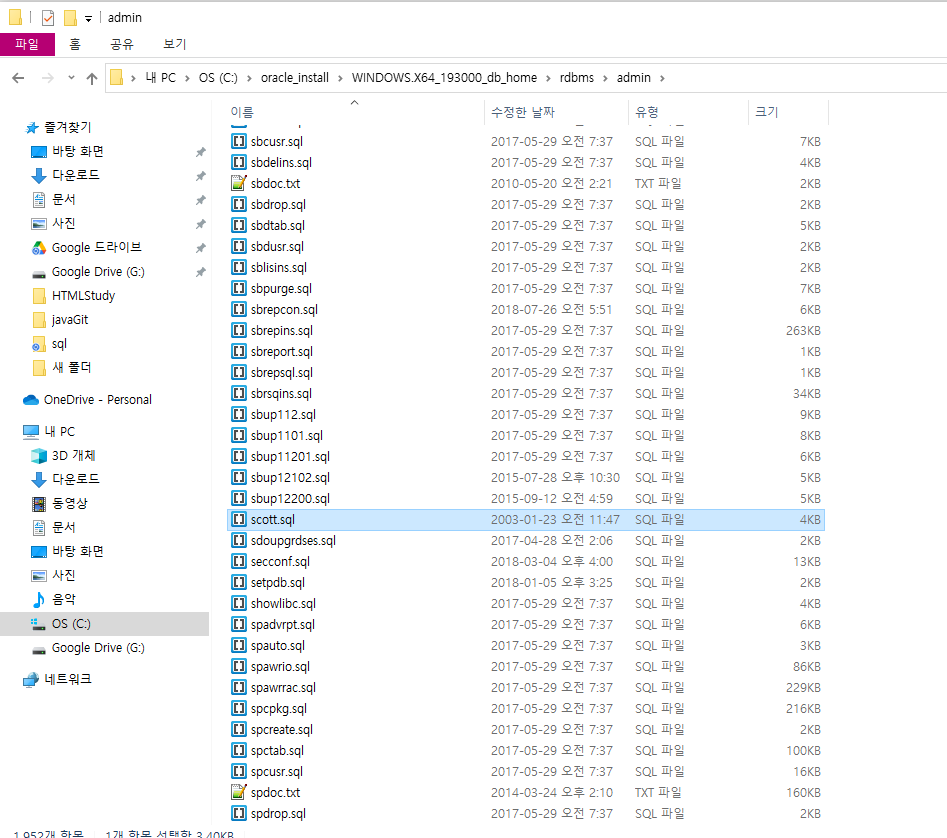 admin
파일 홈 공유 보기
내 PC OS (C:) oracle_install WINDOWS.X64_193000_db_home rdbms admin
즐겨찾기
바탕 화면
다운로드
문서
사진
Google 드라이브
Google Drive (G:)
HTMLStudy
javaGit
sql
새 폴더
OneDrive - Personal
내 PC
3D 개체
다운로드
동영상
문서
바탕 화면
사진
음악
OS (C:)
Google Drive (G:)
네트워크
이름 수정한 날짜 유형 크기
sbcusr.sql 2017-05-29 오전 7:37 SQL 파일 7KB
sbdelins.sql 2017-05-29 오전 7:37 SQL 파일 4KB
sbdoc.txt 2010-05-20 오전 2:21 TXT 파일 2KB
sbdrop.sql 2017-05-29 오전 7:37 SQL 파일 2KB
sbdtab.sql 2017-05-29 오전 7:37 SQL 파일 5KB
sbdusr.sql 2017-05-29 오전 7:37 SQL 파일 2KB
sblisins.sql 2017-05-29 오전 7:37 SQL 파일 2KB
sbpurge.sql 2017-05-29 오전 7:37 SQL 파일 7KB
sbrepcon.sql 2018-07-26 오전 5:51 SQL 파일 6KB
sbrepins.sql 2017-05-29 오전 7:37 SQL 파일 263KB
sbreport.sql 2017-05-29 오전 7:37 SQL 파일 1KB
sbrepsql.sql 2017-05-29 오전 7:37 SQL 파일 1KB
sbrsqins.sql 2017-05-29 오전 7:37 SQL 파일 34KB
sbup112.sql 2017-05-29 오전 7:37 SQL 파일 9KB
sbup1101.sql 2017-05-29 오전 7:37 SQL 파일 8KB
sbup11201.sql 2017-05-29 오전 7:37 SQL 파일 6KB
sbup12102.sql 2015-07-28 오후 10:30 SQL 파일 5KB
sbup12200.sql 2015-09-12 오전 4:59 SQL 파일 5KB
scott.sql 2003-01-23 오전 11:47 SQL 파일 4KB
sdoupgrdses.sql 2017-04-28 오전 2:06 SQL 파일 2KB
secconf.sql 2018-03-04 오후 4:00 SQL 파일 13KB
setpdb.sql 2018-01-05 오후 3:25 SQL 파일 2KB
showlibc.sql 2017-05-29 오전 7:37 SQL 파일 4KB
spadvrpt.sql 2017-05-29 오전 7:37 SQL 파일 6KB
spauto.sql 2017-05-29 오전 7:37 SQL 파일 3KB
spawrio.sql 2017-05-29 오전 7:37 SQL 파일 86KB
spawrrac.sql 2017-05-29 오전 7:37 SQL 파일 229KB
spcpkg.sql 2017-05-29 오전 7:37 SQL 파일 216KB
spcreate.sql 2017-05-29 오전 7:37 SQL 파일 2KB
spctab.sql 2017-05-29 오전 7:37 SQL 파일 100KB
spcusr.sql 2017-05-29 오전 7:37 SQL 파일 16KB
spdoc.txt 2014-03-24 오후 2:10 TXT 파일 160KB
spdrop.sql 2017-05-29 오전 7:37 SQL 파일 2KB
1,952개 항목 1개 항목 선택함 3.40KB